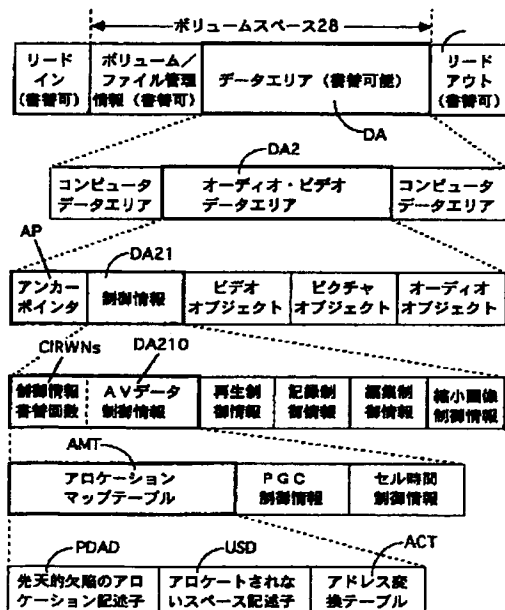 ボリュームスペース28
リード
イン
(書替可)
ボリューム／
ファイル管理
情報 (書替可)
データエリア (書替可能)
リード
アウト
(書替可)
DA
DA2
コンピュータ
データエリア
オーディオ・ビデオ
データエリア
コンピュータ
データエリア
AP
DA21
アンカー
ポインタ
制御情報
ビデオ
オブジェクト
ピクチャ
オブジェクト
オーディオ
オブジェクト
CIRWNs
DA210
制御情報
書替回数
AVデータ
制御情報
再生制
御情報
記録制
御情報
編集制
御情報
縮小画像
制御情報
AMT
アロケーション
マップテーブル
PGC
制御情報
セル時間
制御情報
PDAD
USD
ACT
先天的欠陥のアロ
ケーション記述子
アロケートされな
いスペース記述子
アドレス変
換テーブル